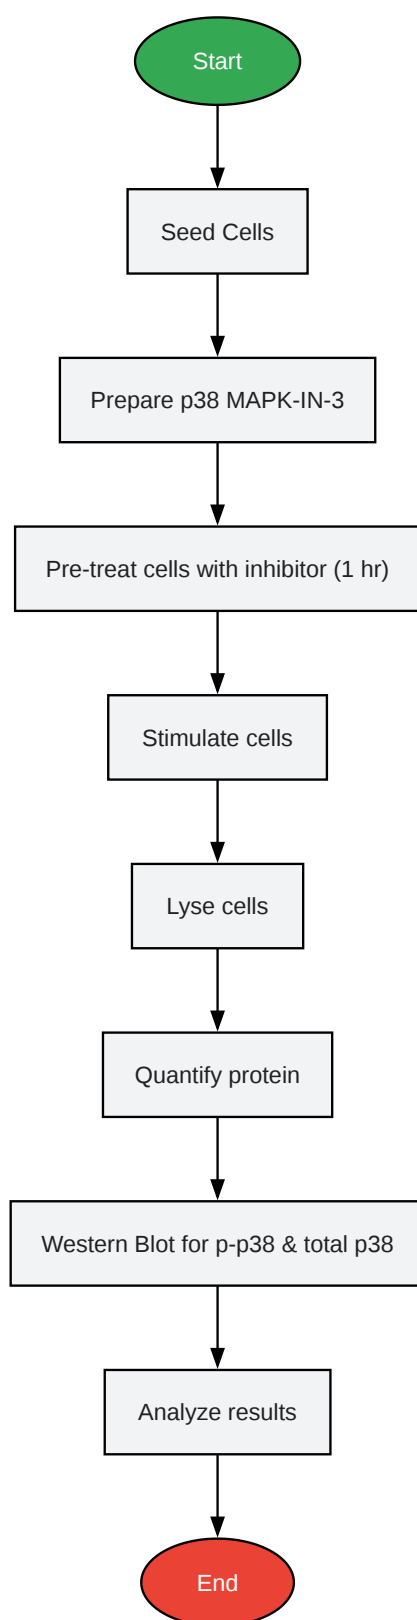 Start
Seed Cells
Prepare p38 MAPK-IN-3
Pre-treat cells with inhibitor (1 hr)
Stimulate cells
Lyse cells
Quantify protein
Western Blot for p-p38 & total p38
Analyze results
End